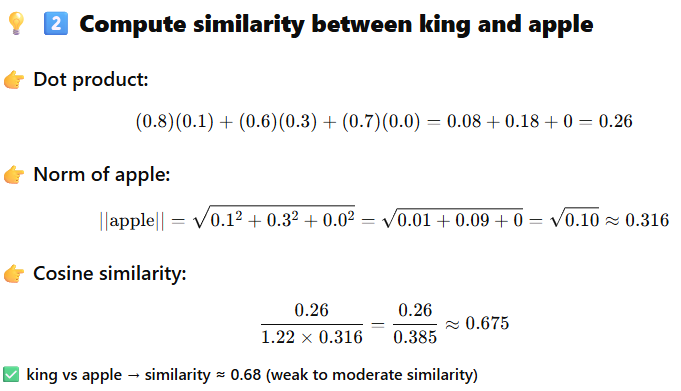 💡 2️⃣ Compute similarity between king and apple
👉 Dot product:
(0.8)(0.1) + (0.6)(0.3) + (0.7)(0.0) = 0.08 + 0.18 + 0 = 0.26
👉 Norm of apple:
||apple|| = √(0.1² + 0.3² + 0.0²) = √(0.01 + 0.09 + 0) = √0.10 ≈ 0.316
👉 Cosine similarity:
0.26 / (1.22 × 0.316) = 0.26 / 0.385 ≈ 0.675
✅ king vs apple → similarity ≈ 0.68 (weak to moderate similarity)